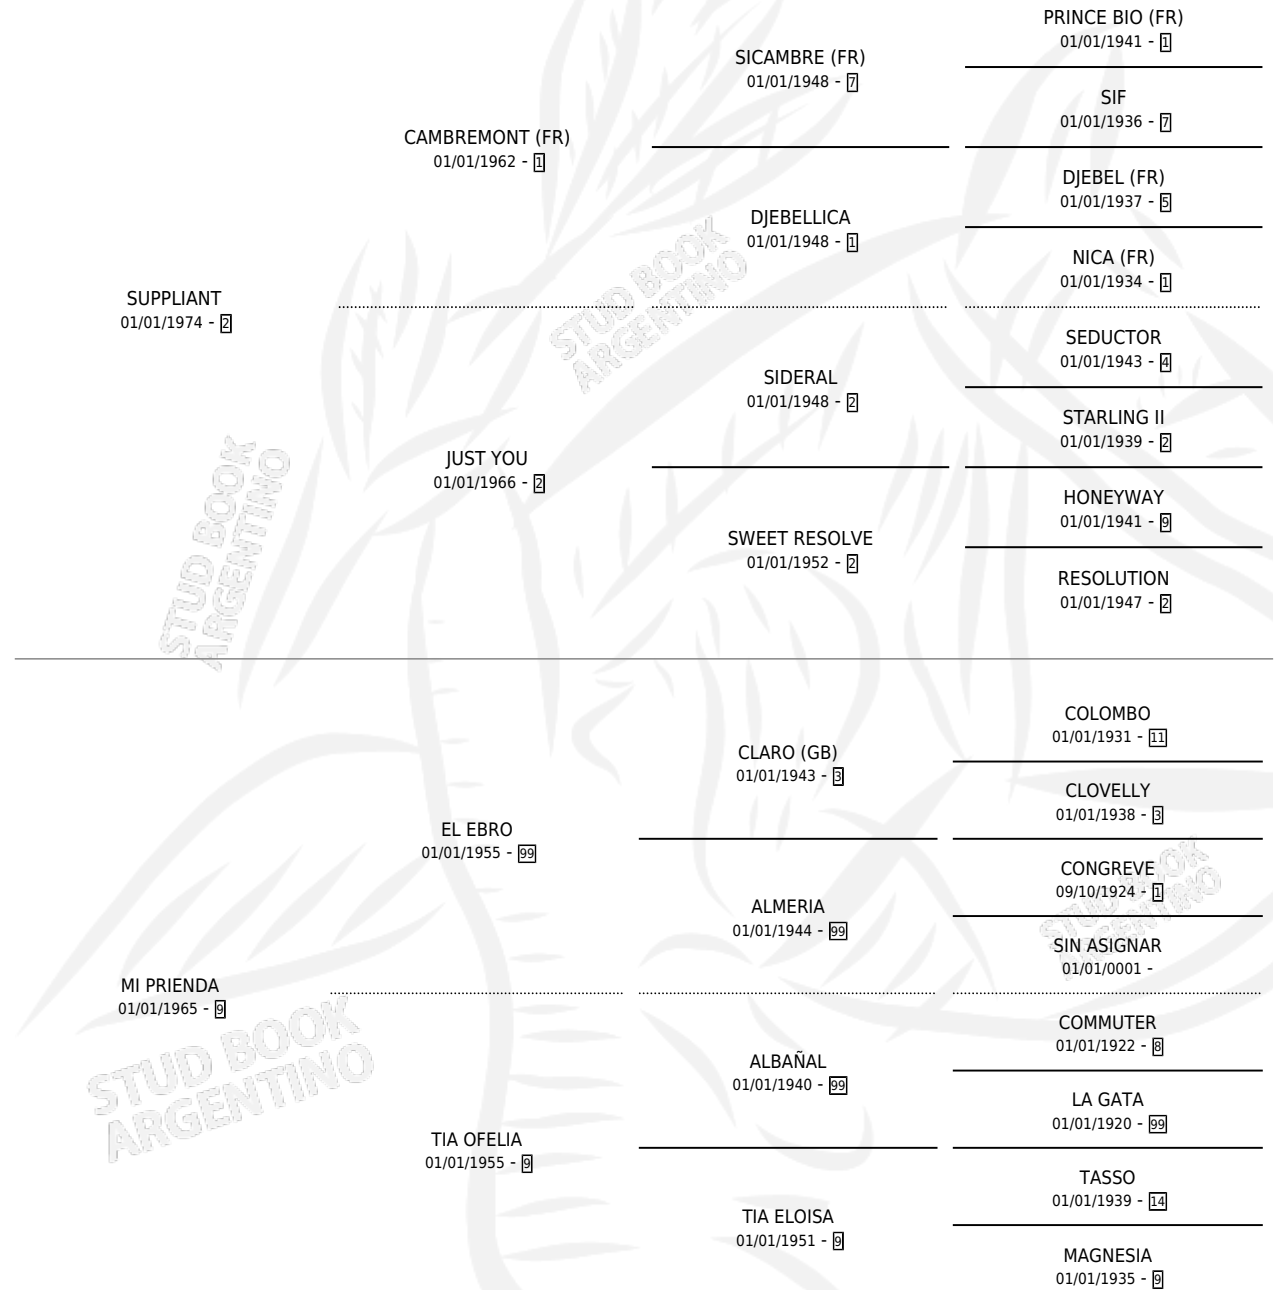 PRINCE BIO (FR)
01/01/1941 - 1
SICAMBRE (FR)
01/01/1948 - 7
SIF
01/01/1936 - 7
CAMBREMONT (FR)
01/01/1962 - 1
DJEBEL (FR)
01/01/1937 - 5
DJEBELLICA
01/01/1948 - 1
NICA (FR)
01/01/1934 - 1
SUPPLIANT
01/01/1974 - 2
STUD BOOK
ARGENTINO
SEDUCTOR
01/01/1943 - 4
SIDERAL
01/01/1948 - 2
STARLING II
01/01/1939 - 2
JUST YOU
01/01/1966 - 2
HONEYWAY
01/01/1941 - 9
SWEET RESOLVE
01/01/1952 - 2
RESOLUTION
01/01/1947 - 2
STUD BOOK
ARGENTINO
COLOMBO
01/01/1931 - 11
CLARO (GB)
01/01/1943 - 3
CLOVELLY
01/01/1938 - 3
EL EBRO
01/01/1955 - 99
CONGREVE
09/10/1924 - 1
ALMERIA
01/01/1944 - 99
STUD BOOK
ARGENTINO
SIN ASIGNAR
01/01/0001 -
MI PRIENDA
01/01/1965 - 9
STUD BOOK
ARGENTINO
COMMUTER
01/01/1922 - 8
ALBAÑAL
01/01/1940 - 99
LA GATA
01/01/1920 - 99
TIA OFELIA
01/01/1955 - 9
TASSO
01/01/1939 - 14
TIA ELOISA
01/01/1951 - 9
MAGNESIA
01/01/1935 - 9